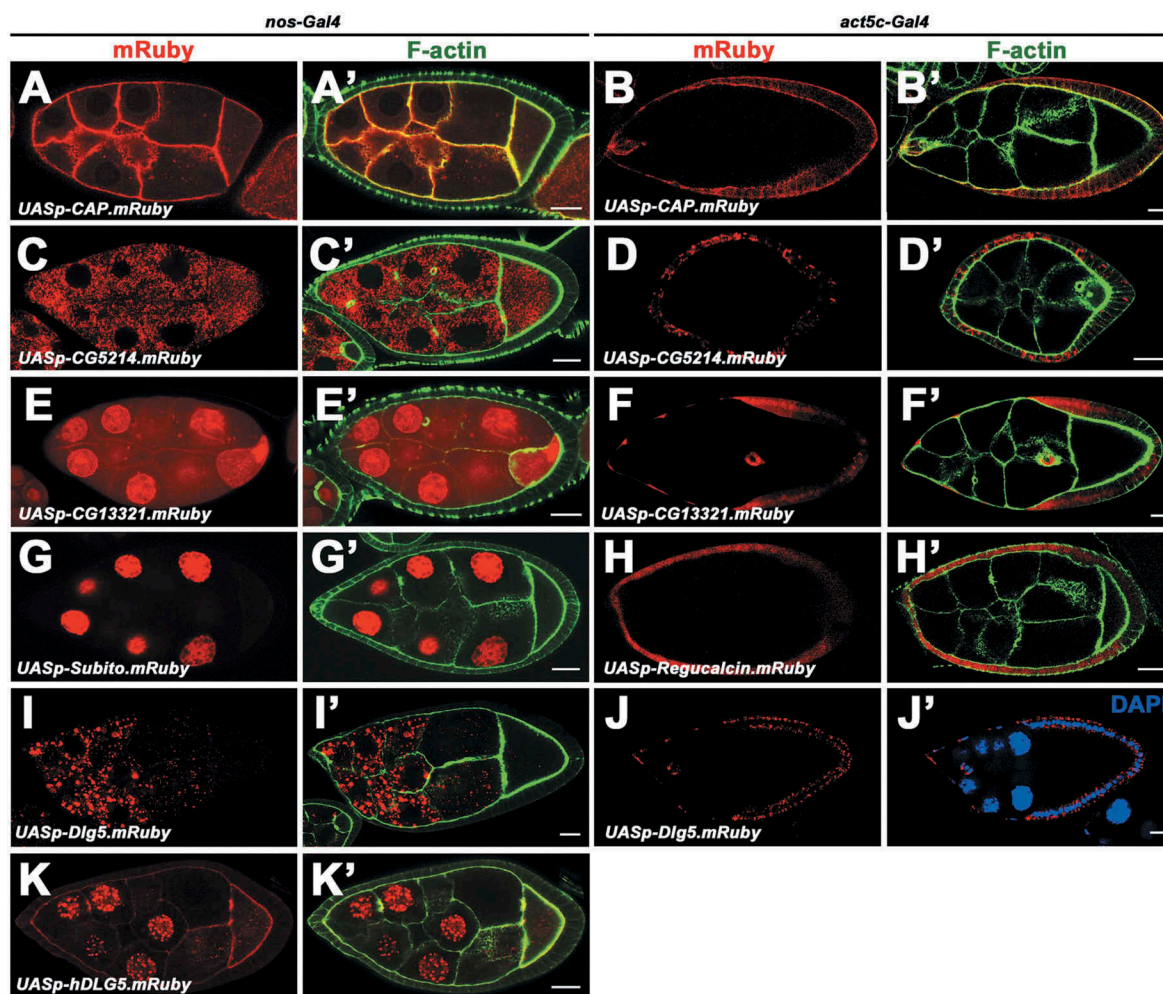 nos-Gal4 act5c-Gal4
mRuby F-actin mRuby F-actin
A A' B B'
UASp-CAP.mRuby UASp-CAP.mRuby
C C' D D'
UASp-CG5214.mRuby UASp-CG5214.mRuby
E E' F F'
UASp-CG13321.mRuby UASp-CG13321.mRuby
G G' H H'
UASp-Subito.mRuby UASp-Regucalcin.mRuby
I I' J J' DAPI
UASp-Dlg5.mRuby UASp-Dlg5.mRuby
K K'
UASp-hDLG5.mRuby